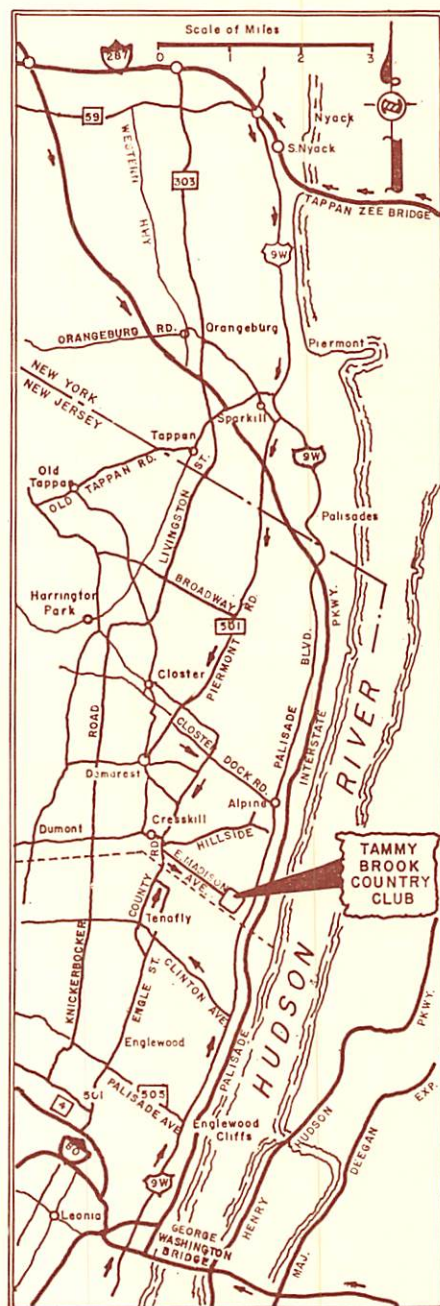 Scale of Miles
0 1 2 3
287
59
WESTERN
HWY
303
Nyack
S.Nyack
TAPPAN ZEE BRIDGE
9W
ORANGEBURG RD.
Orangeburg
Piermont
NEW YORK
NEW JERSEY
Sparkill
Tappan
9W
Old
Tappan
OLD TAPPAN RD.
LIVINGSTON ST.
Palisades
BROADWAY
PKWY.
Harrington
Park
501
PIERMONT RD.
BLVD.
PALISADE
INTERSTATE
RIVER
Closter
ROAD
CLOSTER DOCK RD.
Demarest
Alpine
Cresskill
Dumont
HILLSIDE
TAMMY
BROOK
COUNTRY
CLUB
E. MADISON
AVE.
COUNTY RD.
Tenafly
HUDSON
KNICKERBOCKER
ENGLE ST.
CLINTON AVE.
PKWY.
Englewood
PALISADE
501
505
PALISADE AVE.
4
Englewood
Cliffs
HUDSON
EXP.
80
DEEGAN
9W
Leonia
GEORGE
WASHINGTON
BRIDGE
HENRY
MAJ.